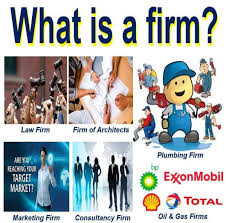 What is a firm?
Law Firm
Firm of Architects
Plumbing Firm
ARE YOU
REACHING YOUR
TARGET
MARKET?
bp
ExxonMobil
TOTAL
Marketing Firm
Consultancy Firm
Oil & Gas Firms